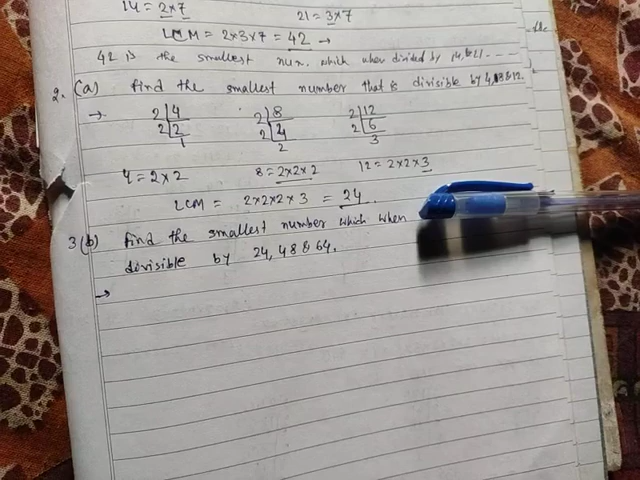 14 = 2×7 21 = 3×7
LCM = 2×3×7 = 42 →
42 is the smallest num. which when divided by 14, & 21. - - - - the
2. (a) find the smallest number that is divisible by 4, 8 & 12.
→ 2|4 2|8 2|12
2|2 2|4 2|6
1 2 3
4 = 2×2 8 = 2×2×2 12 = 2×2×3
LCM = 2×2×2×3 = 24.
3 (b) find the smallest number which when
divisible by 24, 48 & 64.
→